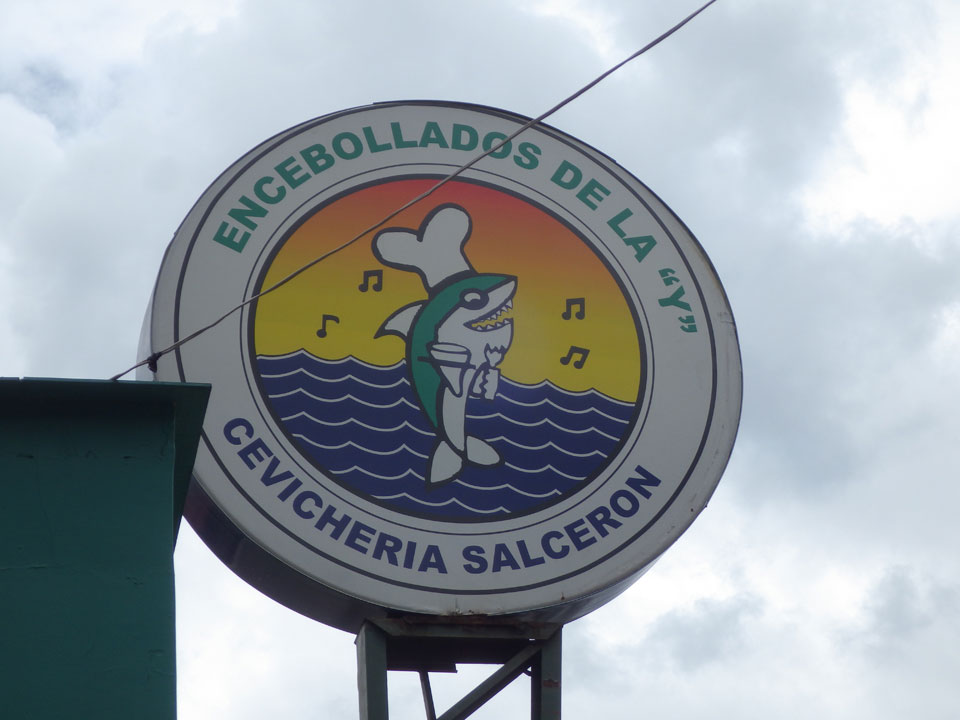 ENCEBOLLADOS DE LA "Y"
CEVICHERIA SALCERON